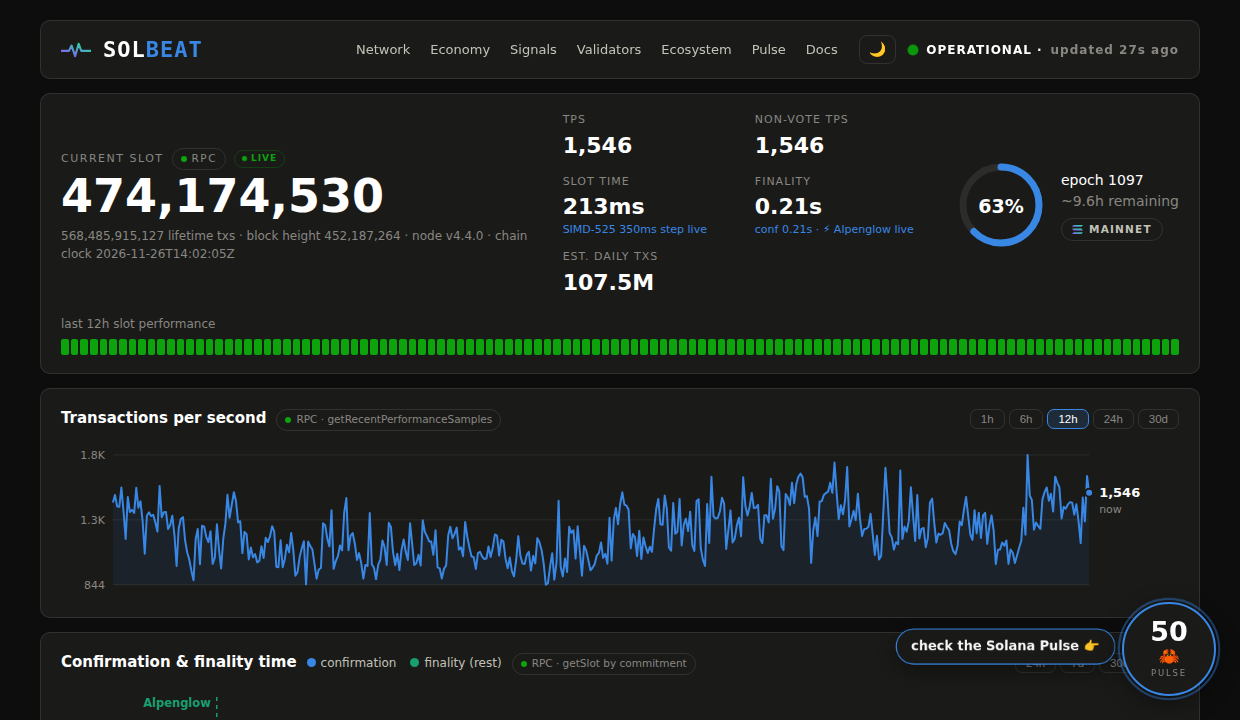 SOLBEAT
Network Economy Signals Validators Ecosystem Pulse Docs
OPERATIONAL · updated 27s ago
CURRENT SLOT RPC LIVE
474,174,530
568,485,915,127 lifetime txs · block height 452,187,264 · node v4.4.0 · chain
clock 2026-11-26T14:02:05Z
TPS
1,546
NON-VOTE TPS
1,546
SLOT TIME
213ms
SIMD-525 350ms step live
FINALITY
0.21s
conf 0.21s · ⚡ Alpenglow live
EST. DAILY TXS
107.5M
63%
epoch 1097
~9.6h remaining
MAINNET
last 12h slot performance
Transactions per second RPC · getRecentPerformanceSamples
1h 6h 12h 24h 30d
1.8K
1.3K
844
1,546
now
Confirmation & finality time confirmation finality (rest) RPC · getSlot by commitment
Alpenglow
check the Solana Pulse 👉
50
PULSE